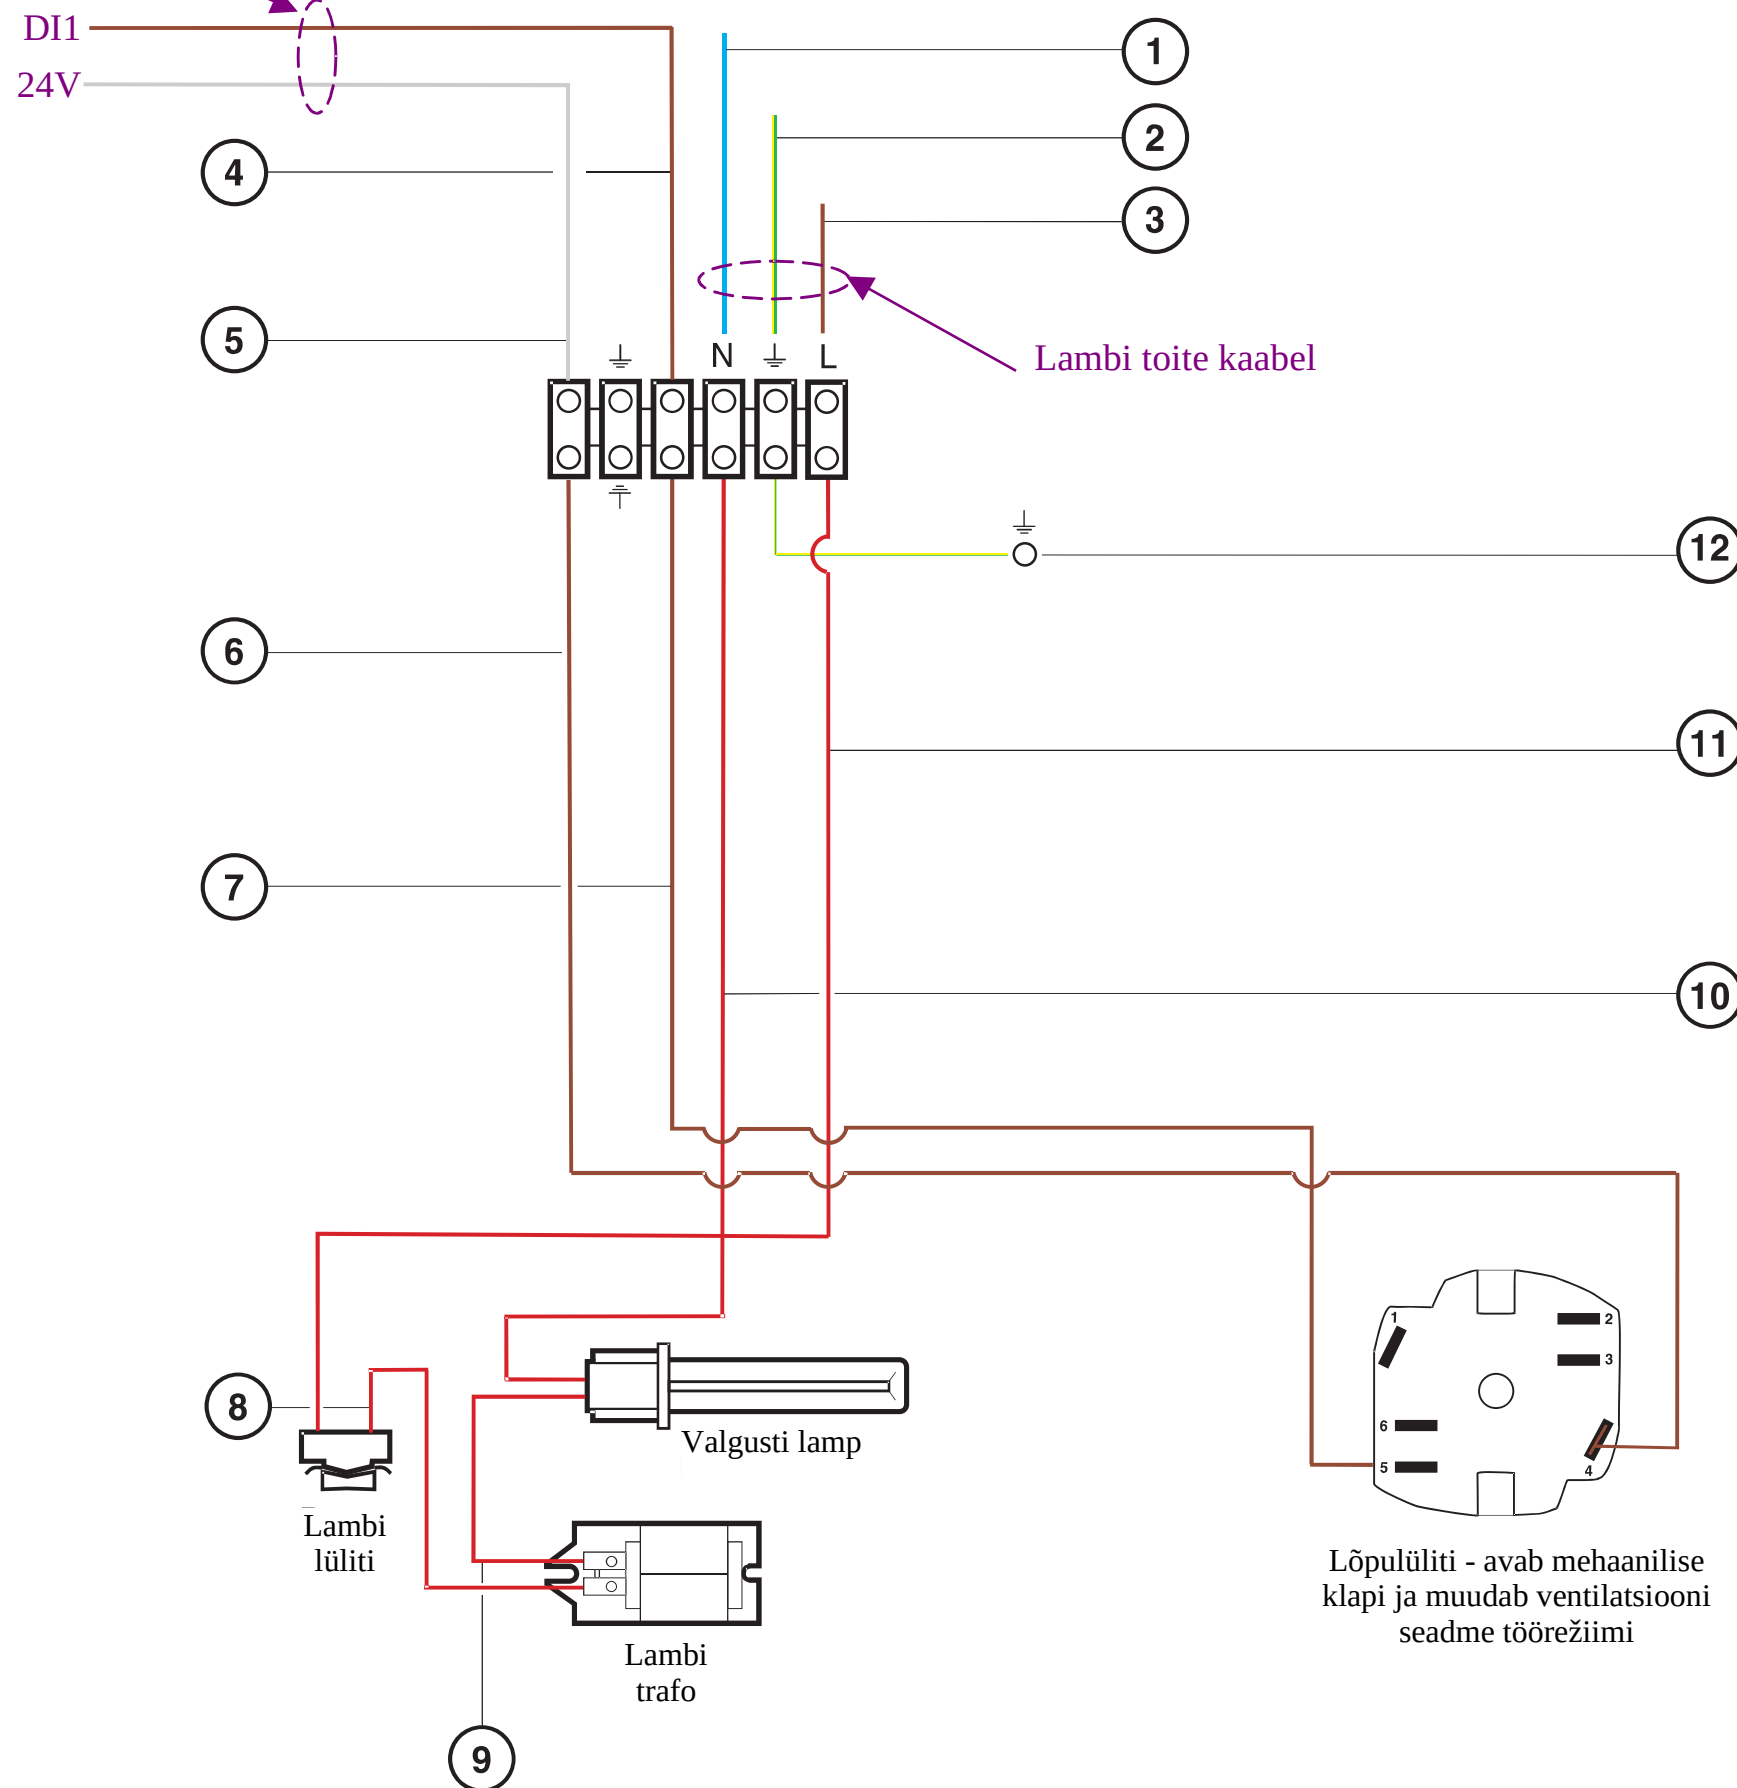 DI1
24V
1
2
3
4
5
N
L
Lambi toite kaabel
12
6
11
7
10
1
2
3
6
5
4
8
Valgusti lamp
Lambi
lüliti
Lõpulüliti - avab mehaanilise
klapi ja muudab ventilatsiooni
seadme töörežiimi
Lambi
trafo
9